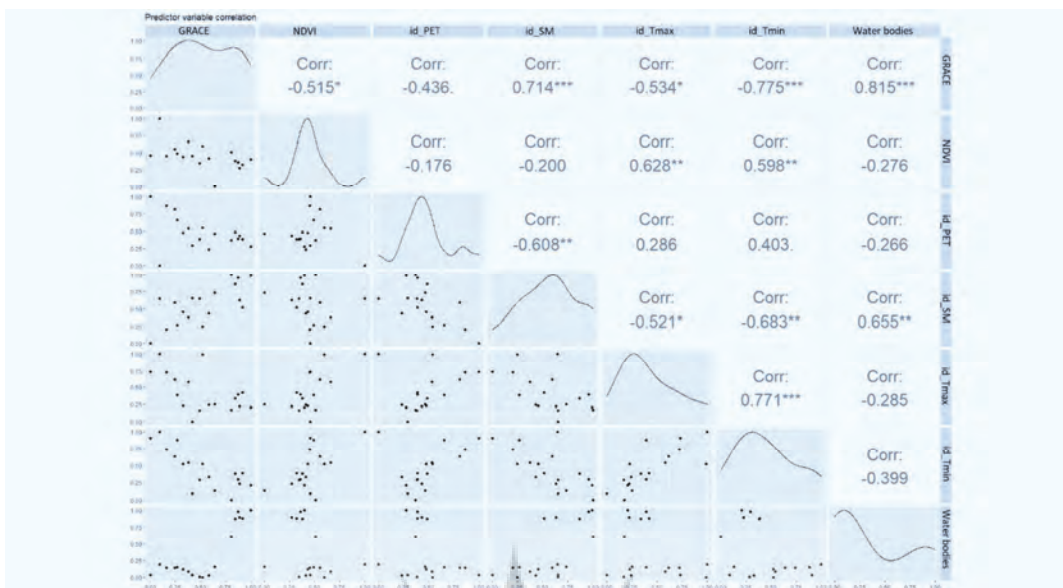 Predictor variable correlation
GRACE NDVI id_PET id_SM id_Tmax id_Tmin Water bodies
Corr: Corr: Corr: Corr: Corr: Corr:
-0.515* -0.436. 0.714*** -0.534* -0.775*** 0.815***
GRACE
Corr: Corr: Corr: Corr: Corr:
-0.176 -0.200 0.628** 0.598** -0.276
NDVI
Corr: Corr: Corr: Corr:
-0.608** 0.286 0.403. -0.266
id_PET
Corr: Corr: Corr:
-0.521* -0.683** 0.655**
id_SM
Corr: Corr:
0.771*** -0.285
id_Tmax
Corr:
-0.399
id_Tmin
Water bodies